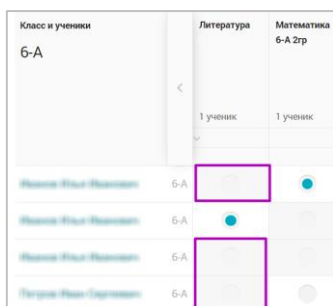 Класс и ученики
Литература
Математика
6-А 2гр
6-А
1 ученик
1 ученик
6-А
6-А
6-А
6-А